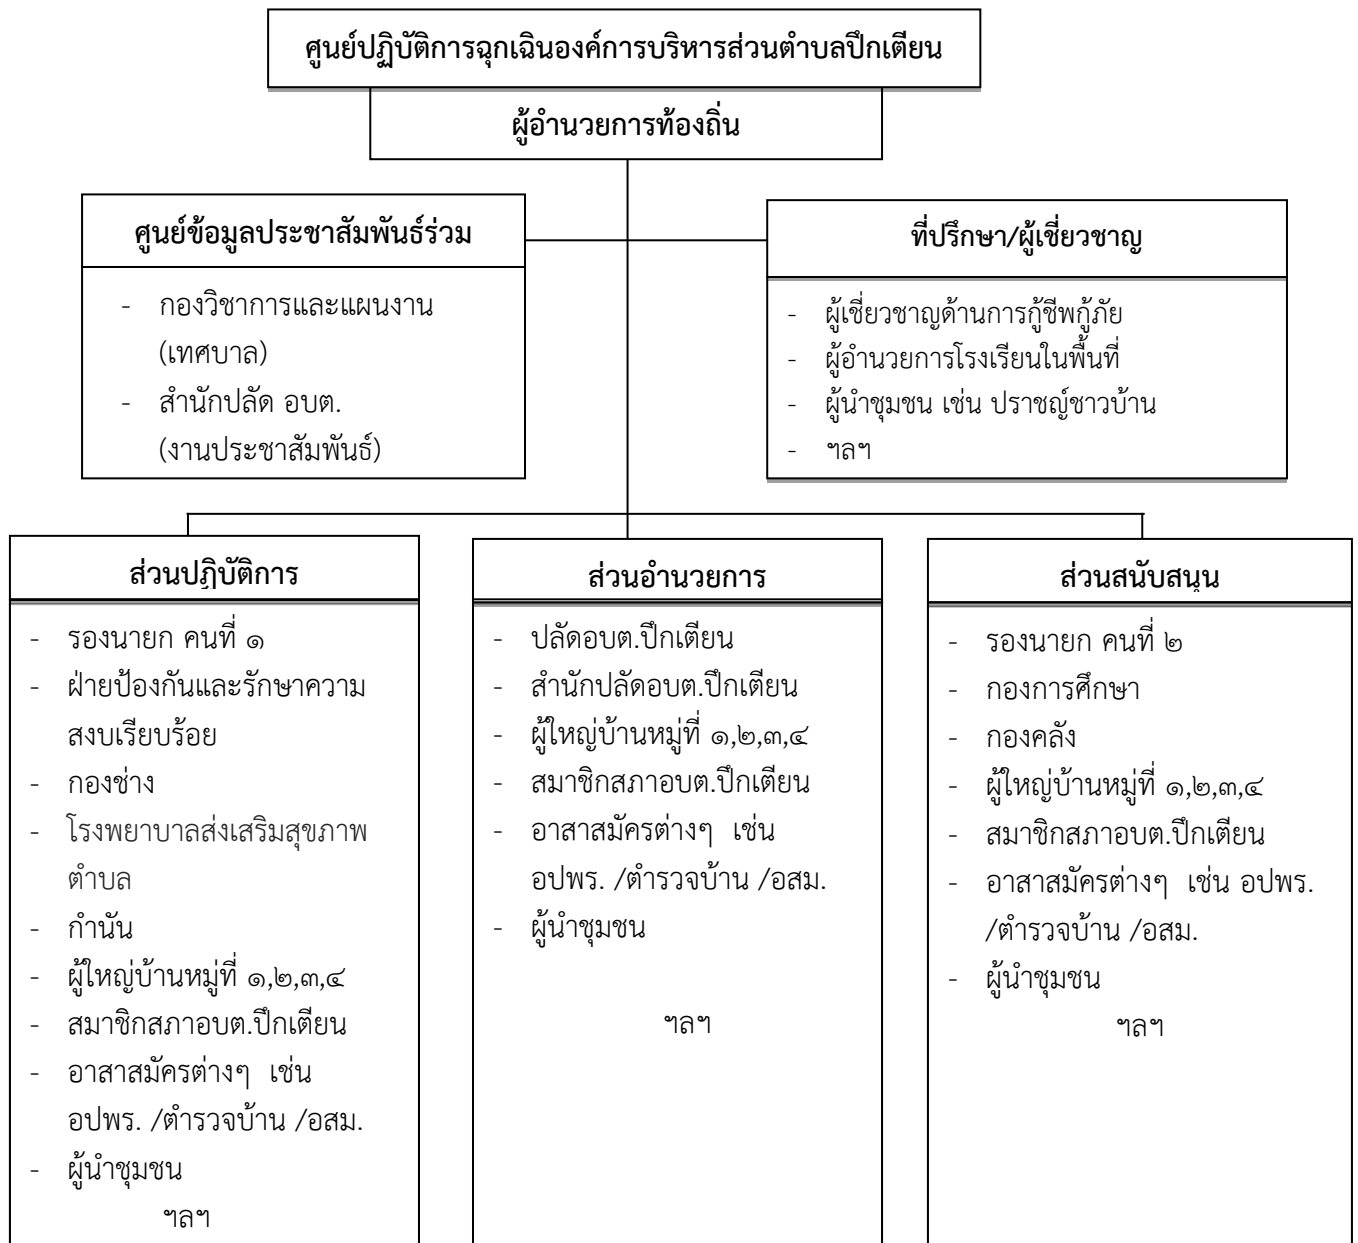 ศูนย์ปฏิบัติการฉุกเฉินองค์การบริหารส่วนตำบลปึกเตียน
ผู้อำนวยการท้องถิ่น
ศูนย์ข้อมูลประชาสัมพันธ์ร่วม
- กองวิชาการและแผนงาน
(เทศบาล)
- สำนักปลัด อบต.
(งานประชาสัมพันธ์)
ที่ปรึกษา/ผู้เชี่ยวชาญ
- ผู้เชี่ยวชาญด้านการกู้ชีพกู้ภัย
- ผู้อำนวยการโรงเรียนในพื้นที่
- ผู้นำชุมชน เช่น ปราชญ์ชาวบ้าน
- ฯลฯ
ส่วนปฏิบัติการ
- รองนายก คนที่ ๑
- ฝ่ายป้องกันและรักษาความ
สงบเรียบร้อย
- กองช่าง
- โรงพยาบาลส่งเสริมสุขภาพ
ตำบล
- กำนัน
- ผู้ใหญ่บ้านหมู่ที่ ๑,๒,๓,๔
- สมาชิกสภาอบต.ปึกเตียน
- อาสาสมัครต่างๆ เช่น
อปพร. /ตำรวจบ้าน /อสม.
- ผู้นำชุมชน
ฯลฯ
ส่วนอำนวยการ
- ปลัดอบต.ปึกเตียน
- สำนักปลัดอบต.ปึกเตียน
- ผู้ใหญ่บ้านหมู่ที่ ๑,๒,๓,๔
- สมาชิกสภาอบต.ปึกเตียน
- อาสาสมัครต่างๆ เช่น
อปพร. /ตำรวจบ้าน /อสม.
- ผู้นำชุมชน
ฯลฯ
ส่วนสนับสนุน
- รองนายก คนที่ ๒
- กองการศึกษา
- กองคลัง
- ผู้ใหญ่บ้านหมู่ที่ ๑,๒,๓,๔
- สมาชิกสภาอบต.ปึกเตียน
- อาสาสมัครต่างๆ เช่น อปพร.
/ตำรวจบ้าน /อสม.
- ผู้นำชุมชน
ฯลฯ